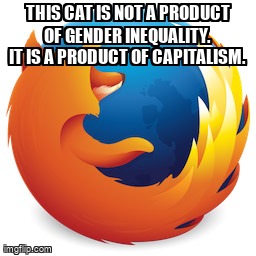 THIS CAT IS NOT A PRODUCT
OF GENDER INEQUALITY.
IT IS A PRODUCT OF CAPITALISM.
imgflip.com